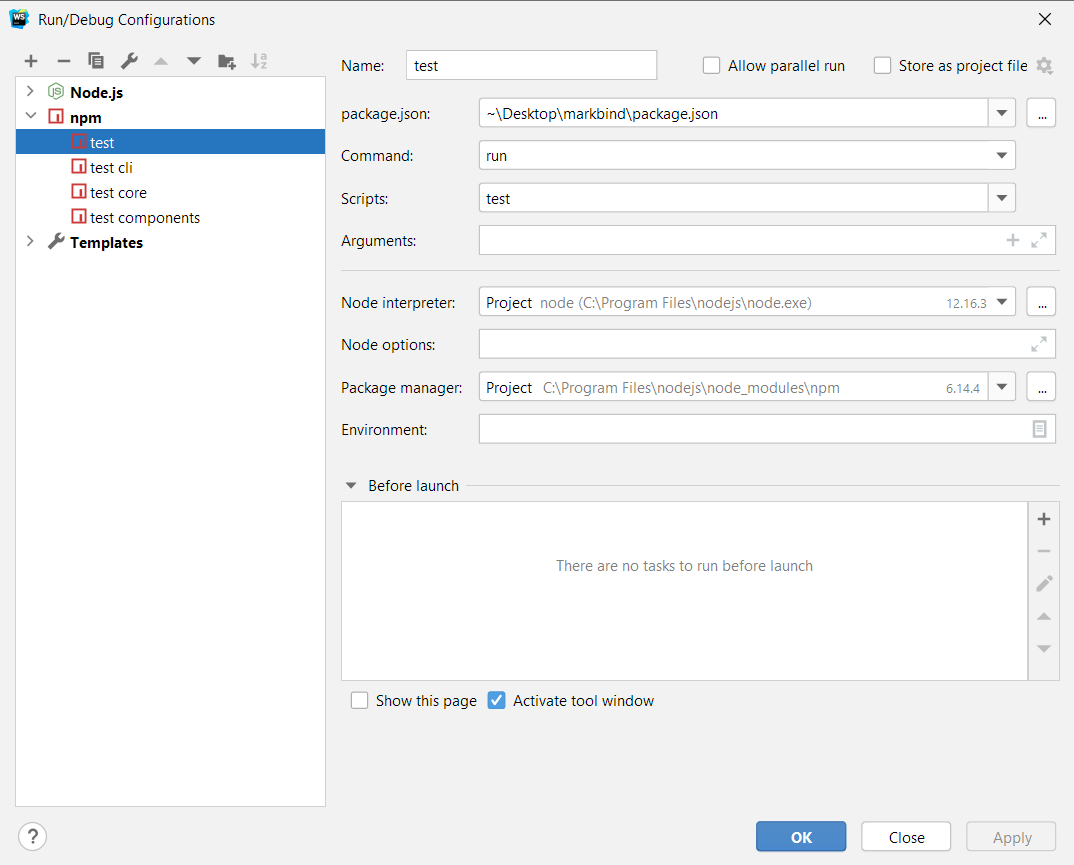 WS
Run/Debug Configurations
Node.js
npm
test
test cli
test core
test components
Templates
Name: test
Allow parallel run
Store as project file
package.json: ~\Desktop\markbind\package.json ...
Command: run
Scripts: test
Arguments:
Node interpreter: Project node (C:\Program Files\nodejs\node.exe) 12.16.3 ...
Node options:
Package manager: Project C:\Program Files\nodejs\node_modules\npm 6.14.4 ...
Environment:
Before launch
There are no tasks to run before launch
Show this page
Activate tool window
?
OK
Close
Apply